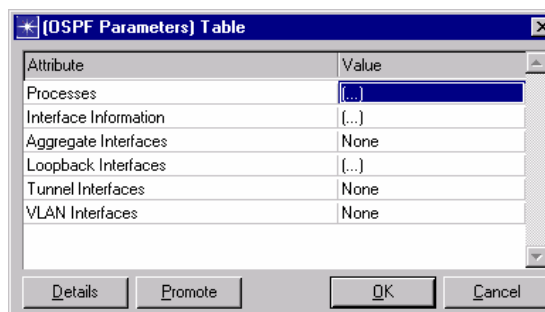 (OSPF Parameters) Table
Attribute Value
Processes (...)
Interface Information (...)
Aggregate Interfaces None
Loopback Interfaces (...)
Tunnel Interfaces None
VLAN Interfaces None
Details Promote OK Cancel